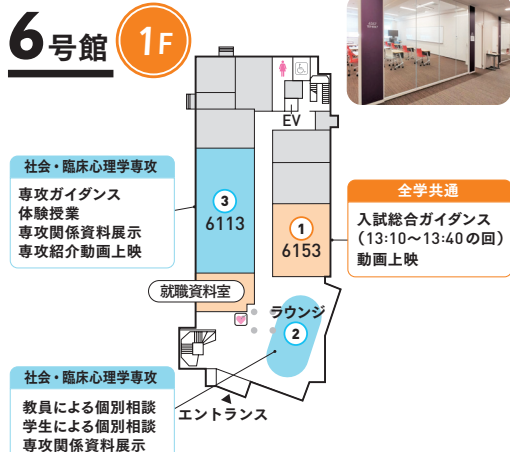 6号館 1F
EV
社会・臨床心理学専攻
専攻ガイダンス
体験授業
専攻関係資料展示
専攻紹介動画上映
3
6113
1
6153
全学共通
入試総合ガイダンス
（13:10〜13:40の回）
動画上映
就職資料室
ラウンジ
2
社会・臨床心理学専攻
教員による個別相談
学生による個別相談
専攻関係資料展示
エントランス